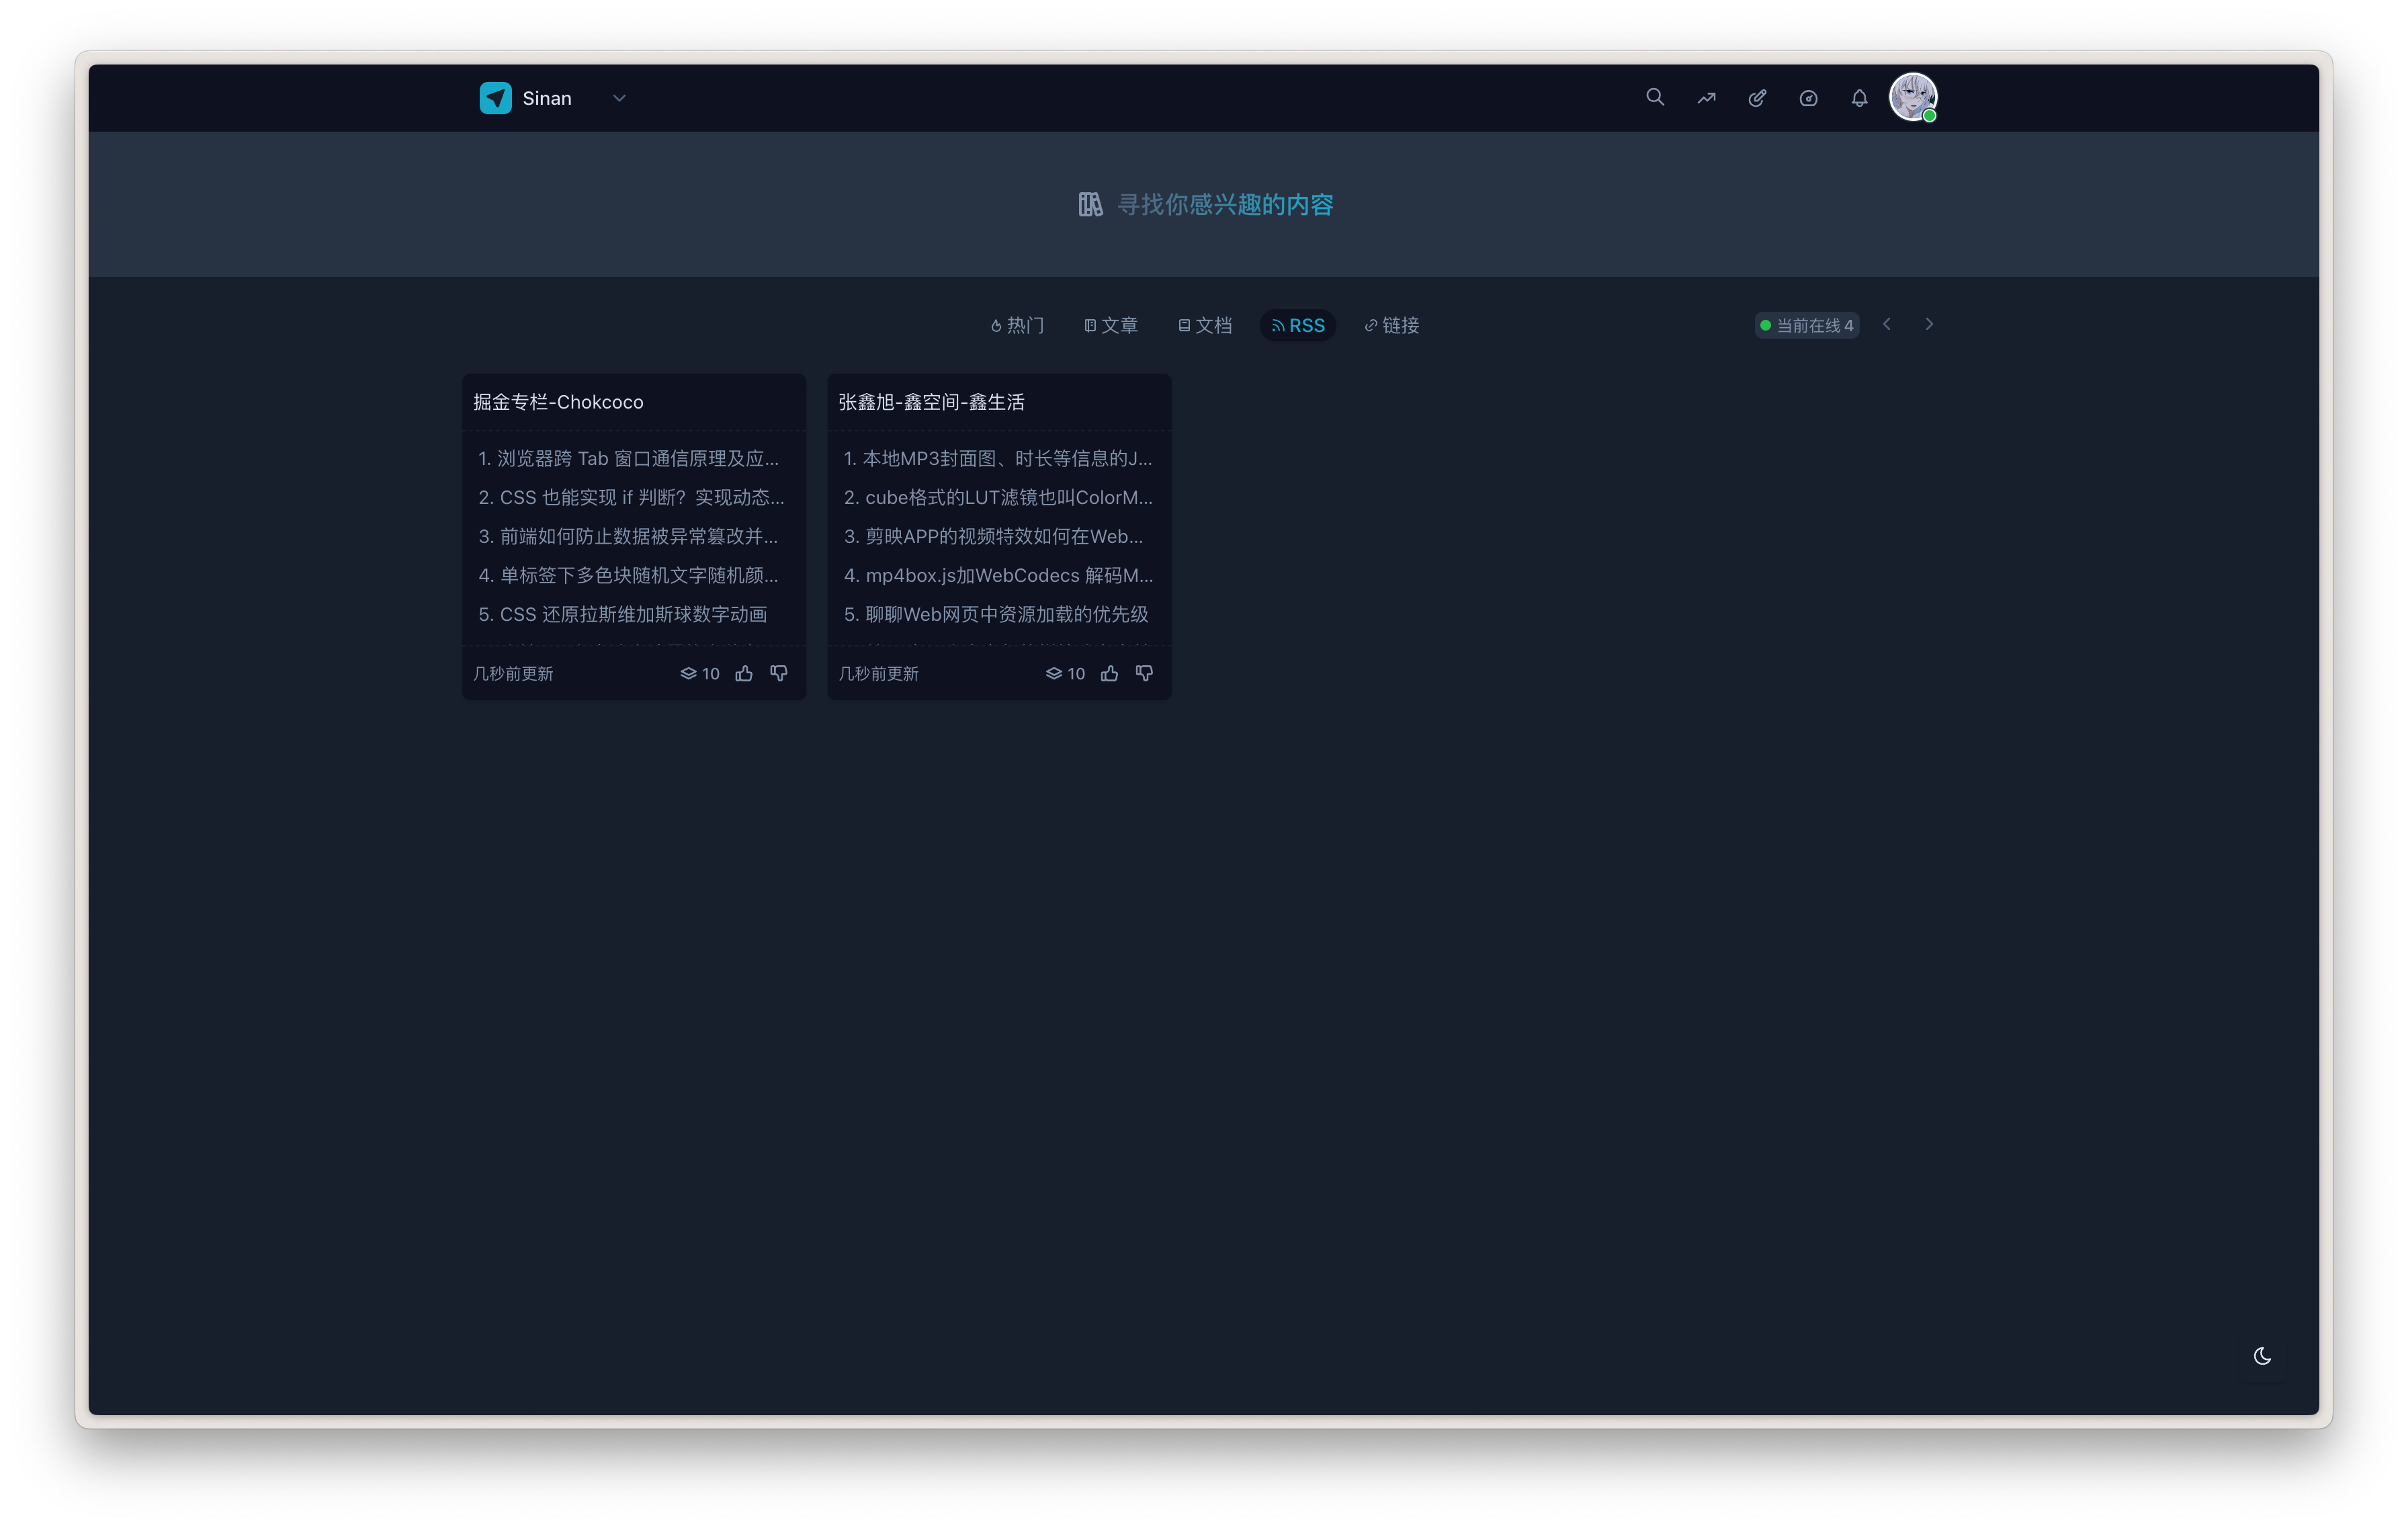 Sinan
寻找你感兴趣的内容
热门 文章 文档 RSS 链接 当前在线 4
掘金专栏-Chokcoco
1. 浏览器跨 Tab 窗口通信原理及应...
2. CSS 也能实现 if 判断？实现动态...
3. 前端如何防止数据被异常篡改并...
4. 单标签下多色块随机文字随机颜...
5. CSS 还原拉斯维加斯球数字动画
几秒前更新 10
张鑫旭-鑫空间-鑫生活
1. 本地MP3封面图、时长等信息的J...
2. cube格式的LUT滤镜也叫ColorM...
3. 剪映APP的视频特效如何在Web...
4. mp4box.js加WebCodecs 解码M...
5. 聊聊Web网页中资源加载的优先级
几秒前更新 10